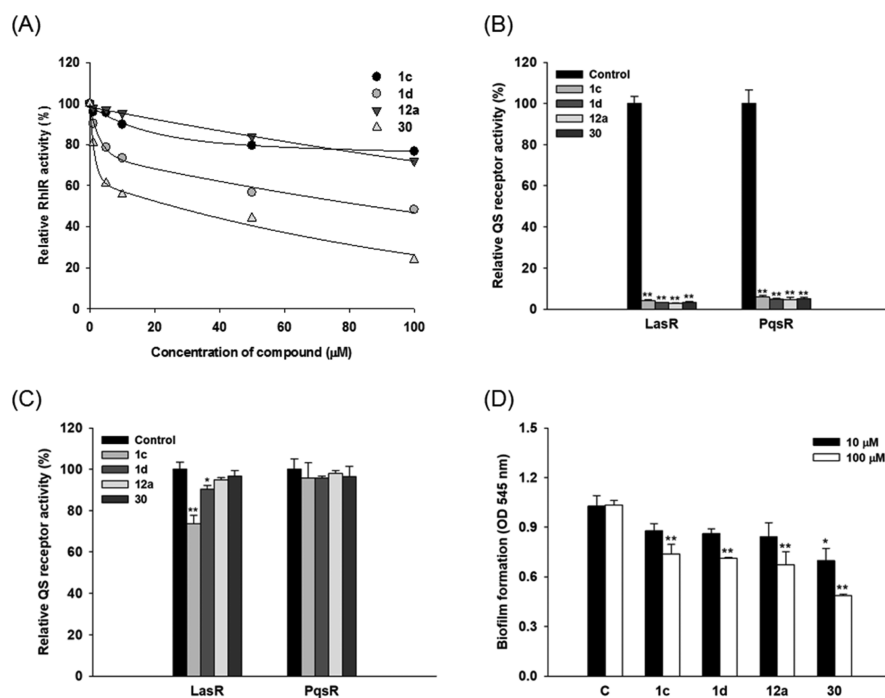 (A)
Relative RhlR activity (%)
120
100
80
60
40
20
0
0
20
40
60
80
100
Concentration of compound (μM)
1c
1d
12a
30
(B)
Relative QS receptor activity (%)
120
100
80
60
40
20
0
Control
1c
1d
12a
30
** ** ** **
** ** ** **
LasR
PqsR
(C)
Relative QS receptor activity (%)
120
100
80
60
40
20
0
Control
1c
1d
12a
30
**
*
LasR
PqsR
(D)
Biofilm formation (OD 545 nm)
1.5
1.2
0.9
0.6
0.3
0.0
10 μM
100 μM
**
**
**
*
**
C
1c
1d
12a
30